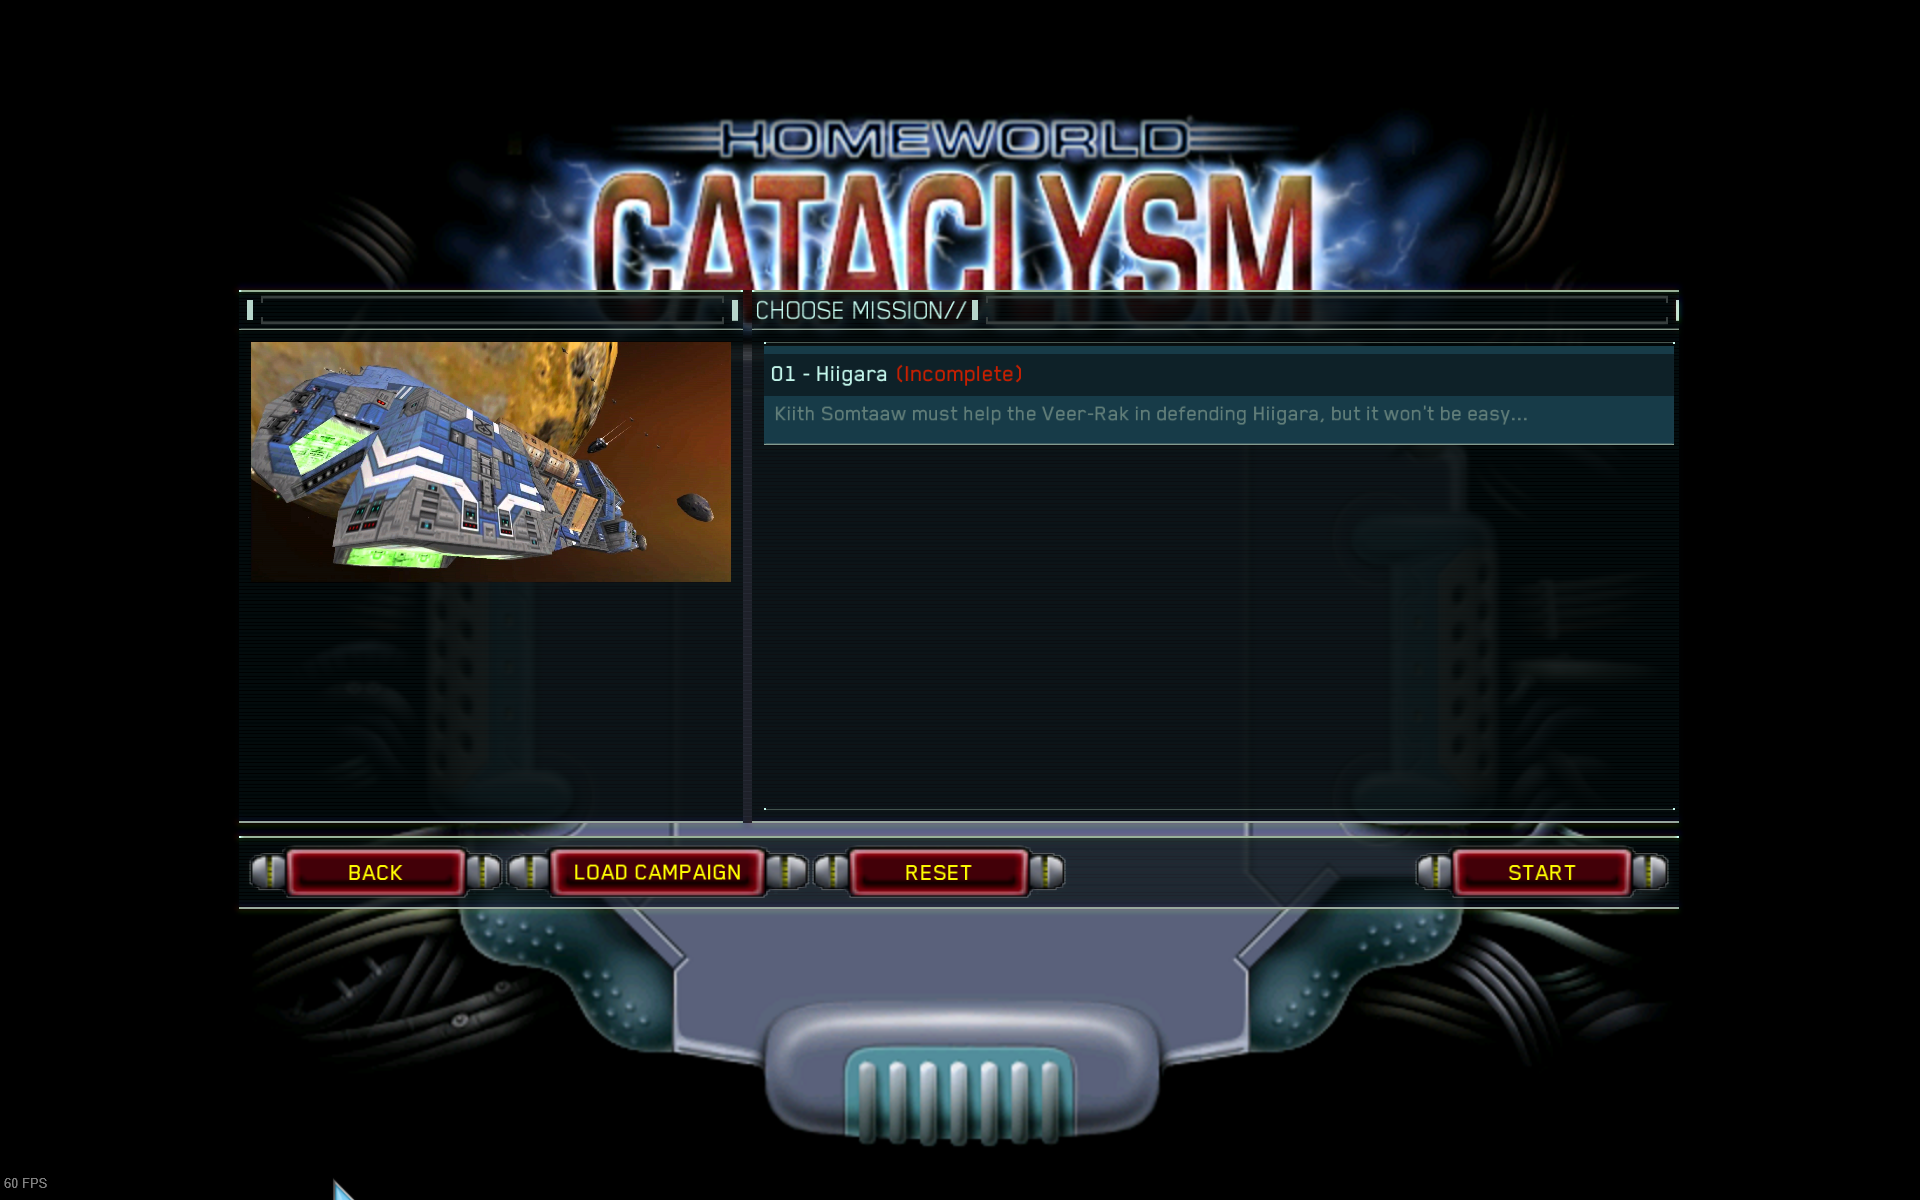 HOMEWORLD
CATACLYSM
CHOOSE MISSION//
01 - Hiigara (Incomplete)
Kiith Somtaaw must help the Veer-Rak in defending Hiigara, but it won't be easy...
BACK
LOAD CAMPAIGN
RESET
START
60 FPS